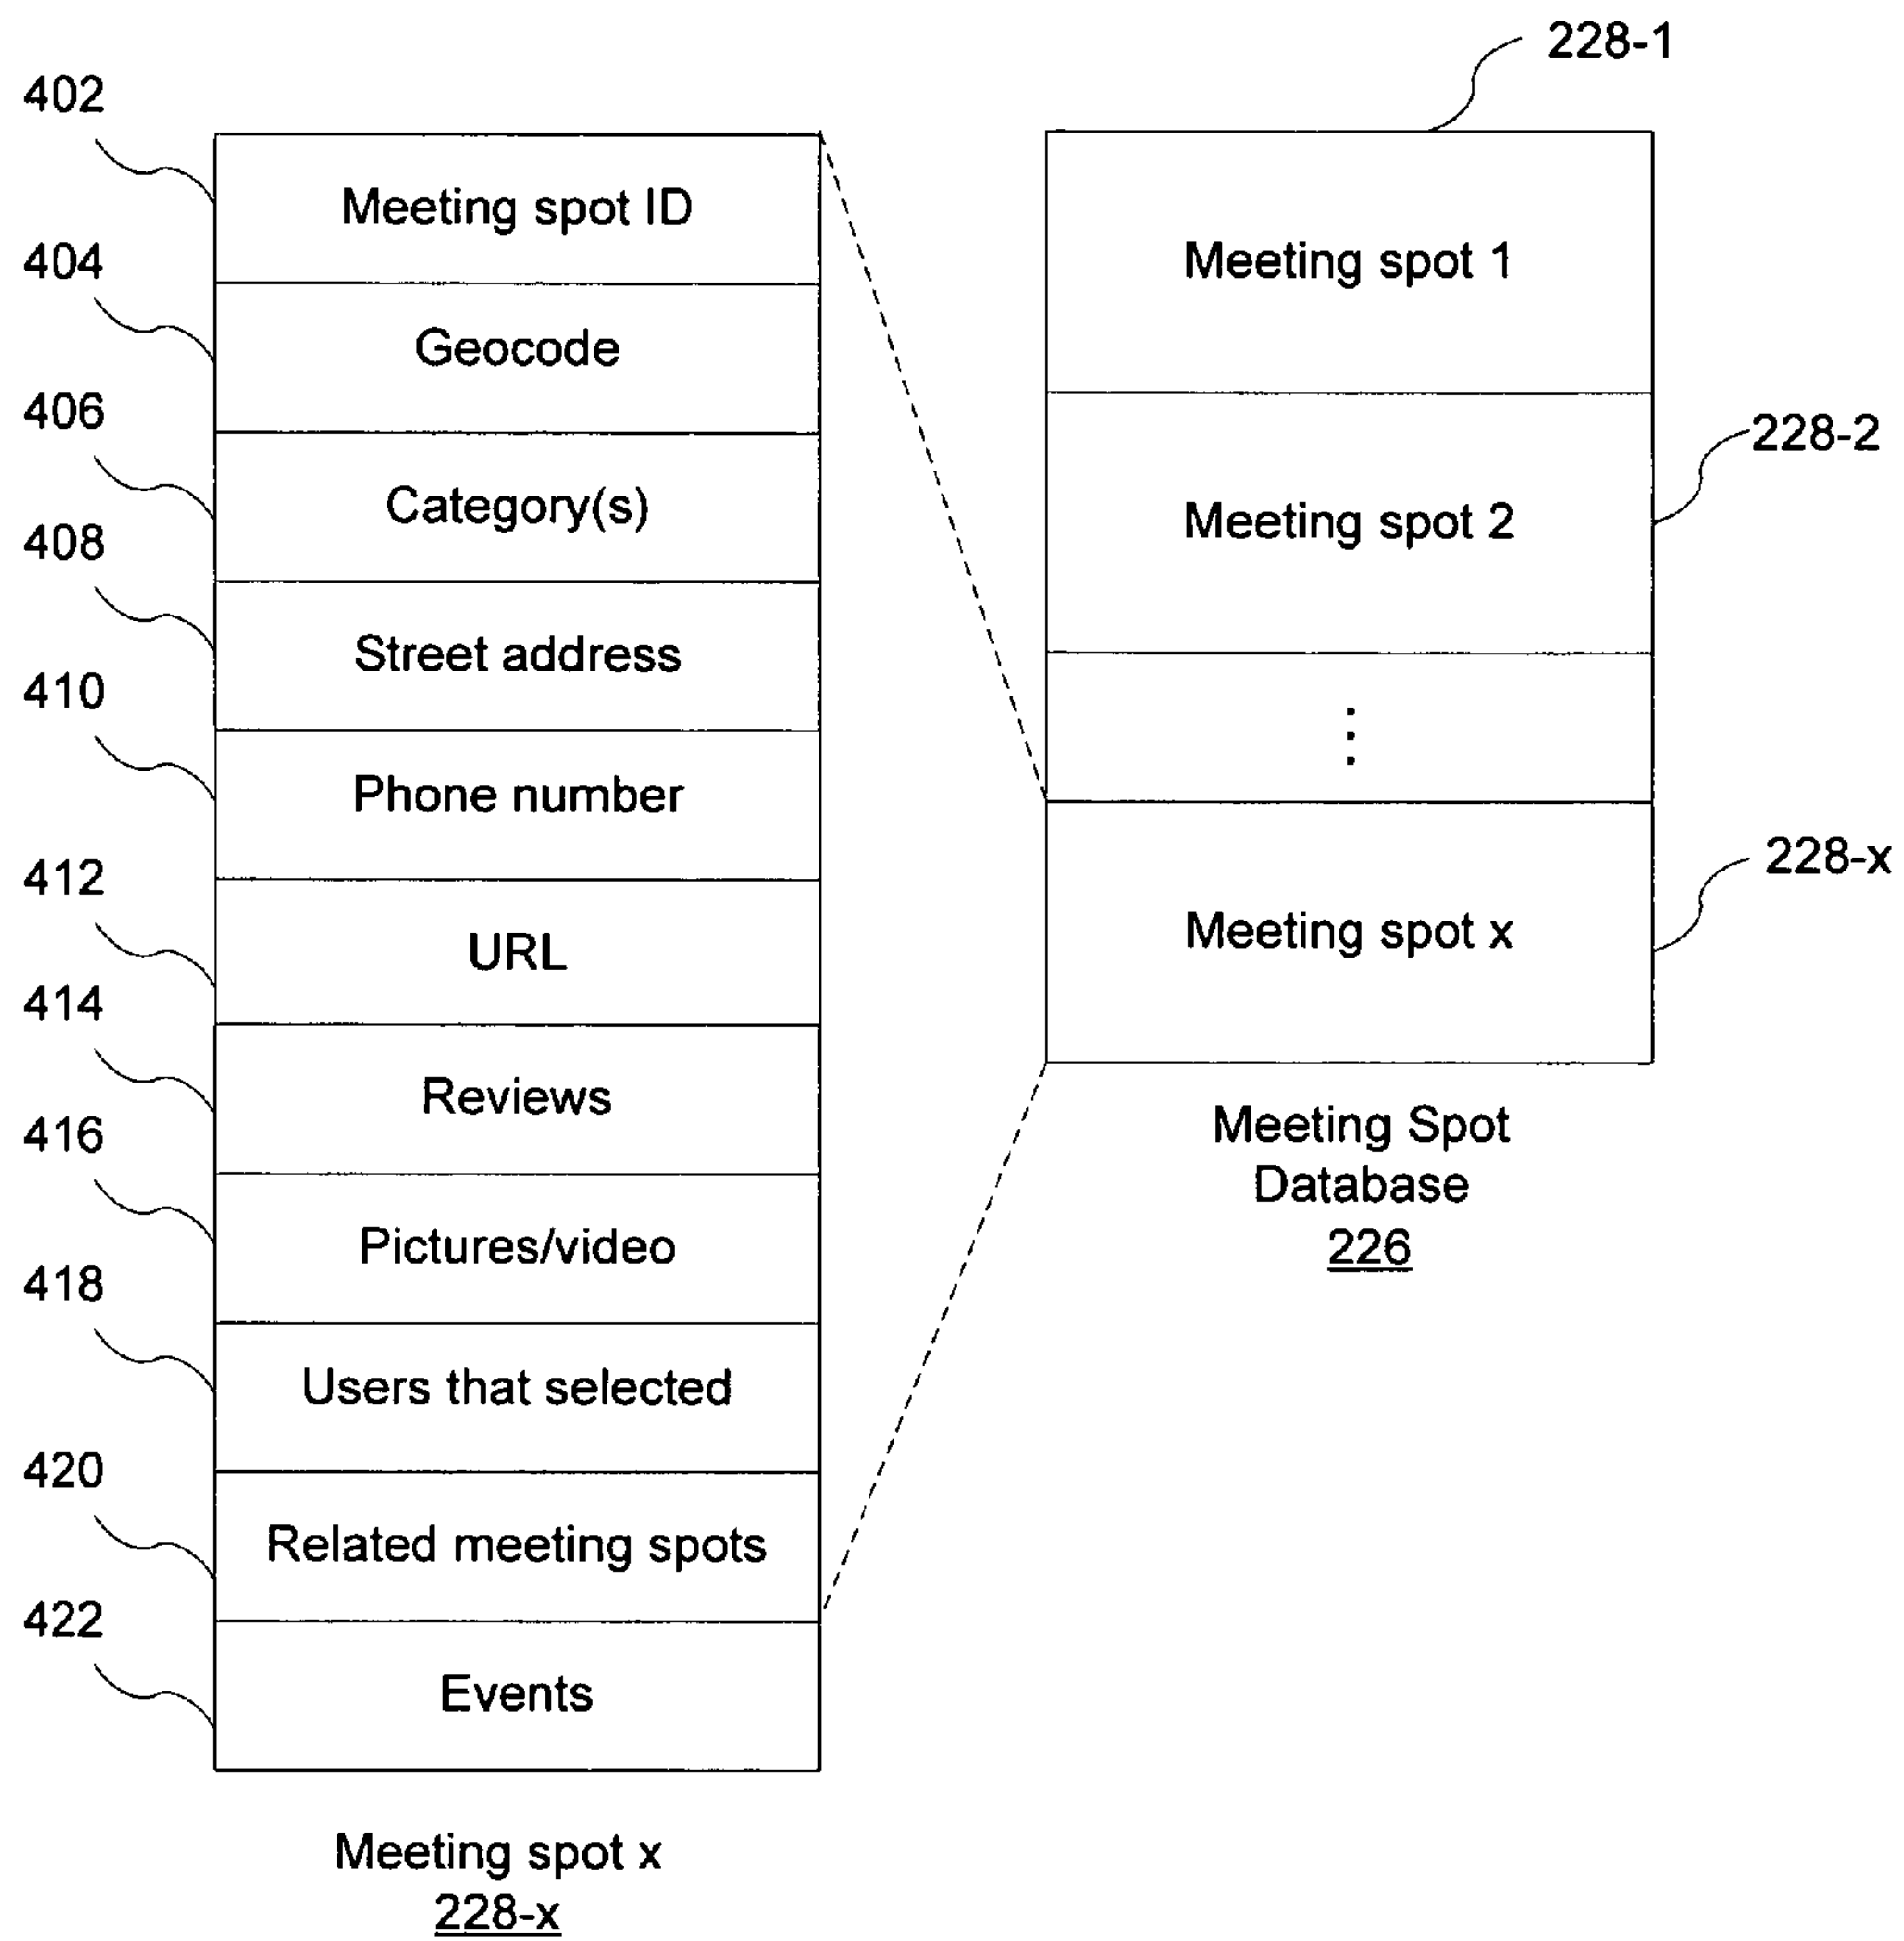 402
Meeting spot ID
404
Geocode
406
Category(s)
408
Street address
410
Phone number
412
URL
414
Reviews
416
Pictures/video
418
Users that selected
420
Related meeting spots
422
Events
Meeting spot x
228-x
228-1
Meeting spot 1
228-2
Meeting spot 2
⋮
228-x
Meeting spot x
Meeting Spot
Database
226